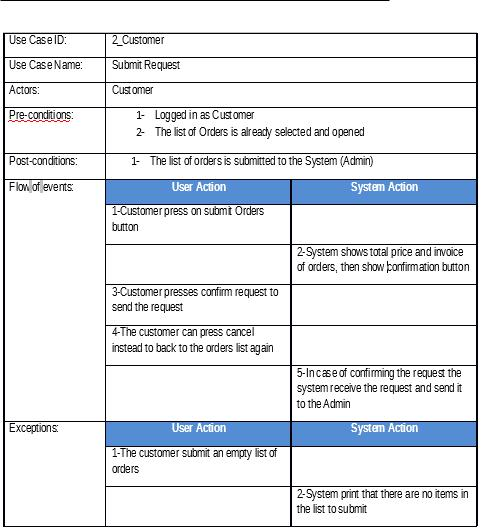 Use Case ID: 2_Customer
Use Case Name: Submit Request
Actors: Customer
Pre-conditions: 1- Logged in as Customer
2- The list of Orders is already selected and opened
Post-conditions: 1- The list of orders is submitted to the System (Admin)
Flow of events: User Action System Action
1-Customer press on submit Orders
button
2-System shows total price and invoice
of orders, then show confirmation button
3-Customer presses confirm request to
send the request
4-The customer can press cancel
instead to back to the orders list again
5-In case of confirming the request the
system receive the request and send it
to the Admin
Exceptions: User Action System Action
1-The customer submit an empty list of
orders
2-System print that there are no items in
the list to submit